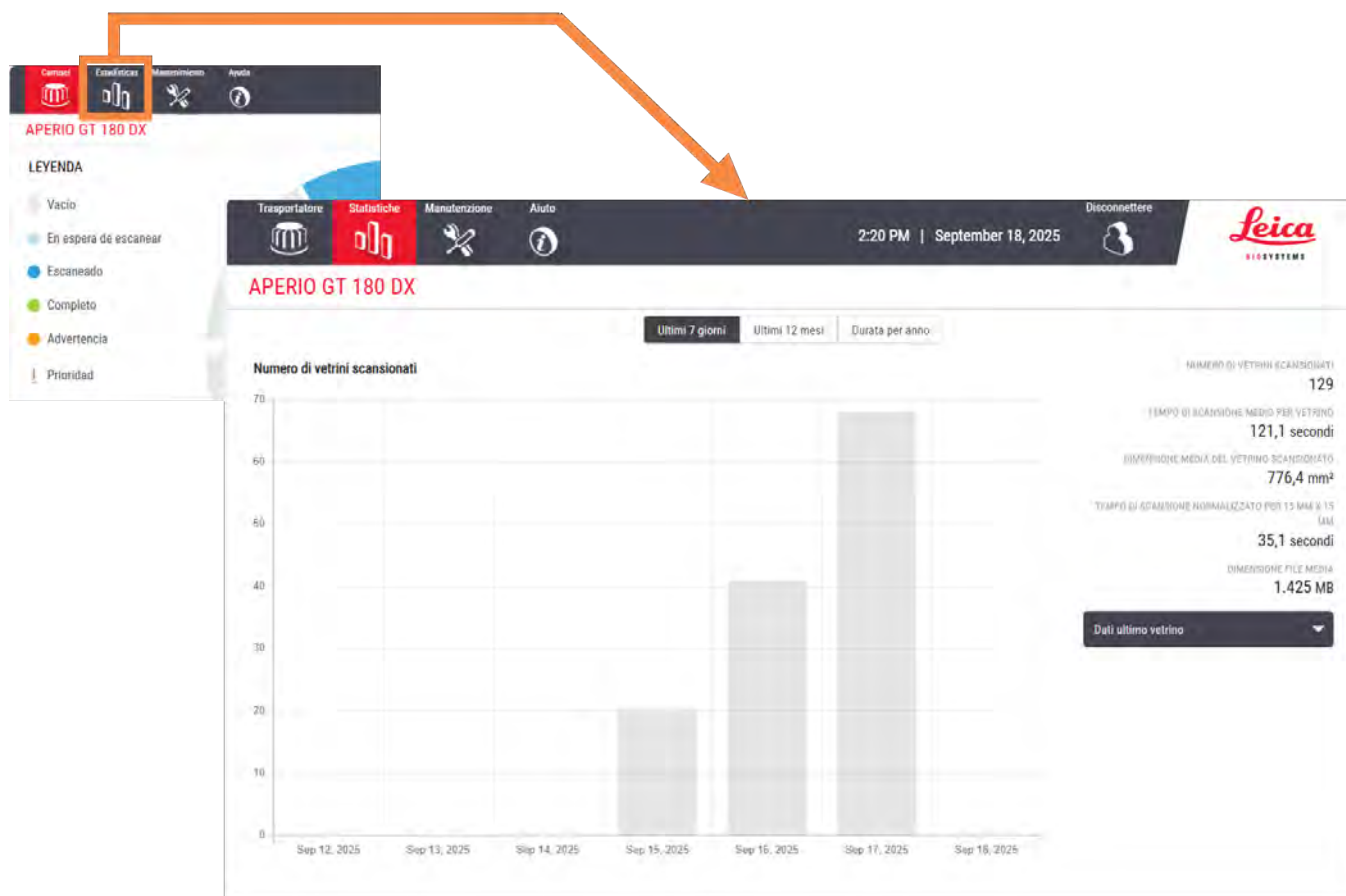 Carrusel Estadísticas Mantenimiento Ayuda
APERIO GT 180 DX
LEYENDA
Vacío
En espera de escanear
Escaneado
Completo
Advertencia
Prioridad
Trasportatore Statistiche Manutenzione Aiuto
2:20 PM | September 18, 2025
Disconnettere
Leica
BIOSYSTEMS
APERIO GT 180 DX
Ultimi 7 giorni Ultimi 12 mesi Durata per anno
Numero di vetrini scansionati
70
60
50
40
30
20
10
0
Sep 12, 2025 Sep 13, 2025 Sep 14, 2025 Sep 15, 2025 Sep 16, 2025 Sep 17, 2025 Sep 18, 2025
NUMERO DI VETRINI SCANSIONATI
129
TEMPO DI SCANSIONE MEDIO PER VETRINO
121,1 secondi
DIMENSIONE MEDIA DEL VETRINO SCANSIONATO
776,4 mm²
TEMPO DI SCANSIONE NORMALIZZATO PER 15 MM X 15
MM
35,1 secondi
DIMENSIONE FILE MEDIA
1.425 MB
Dati ultimo vetrino